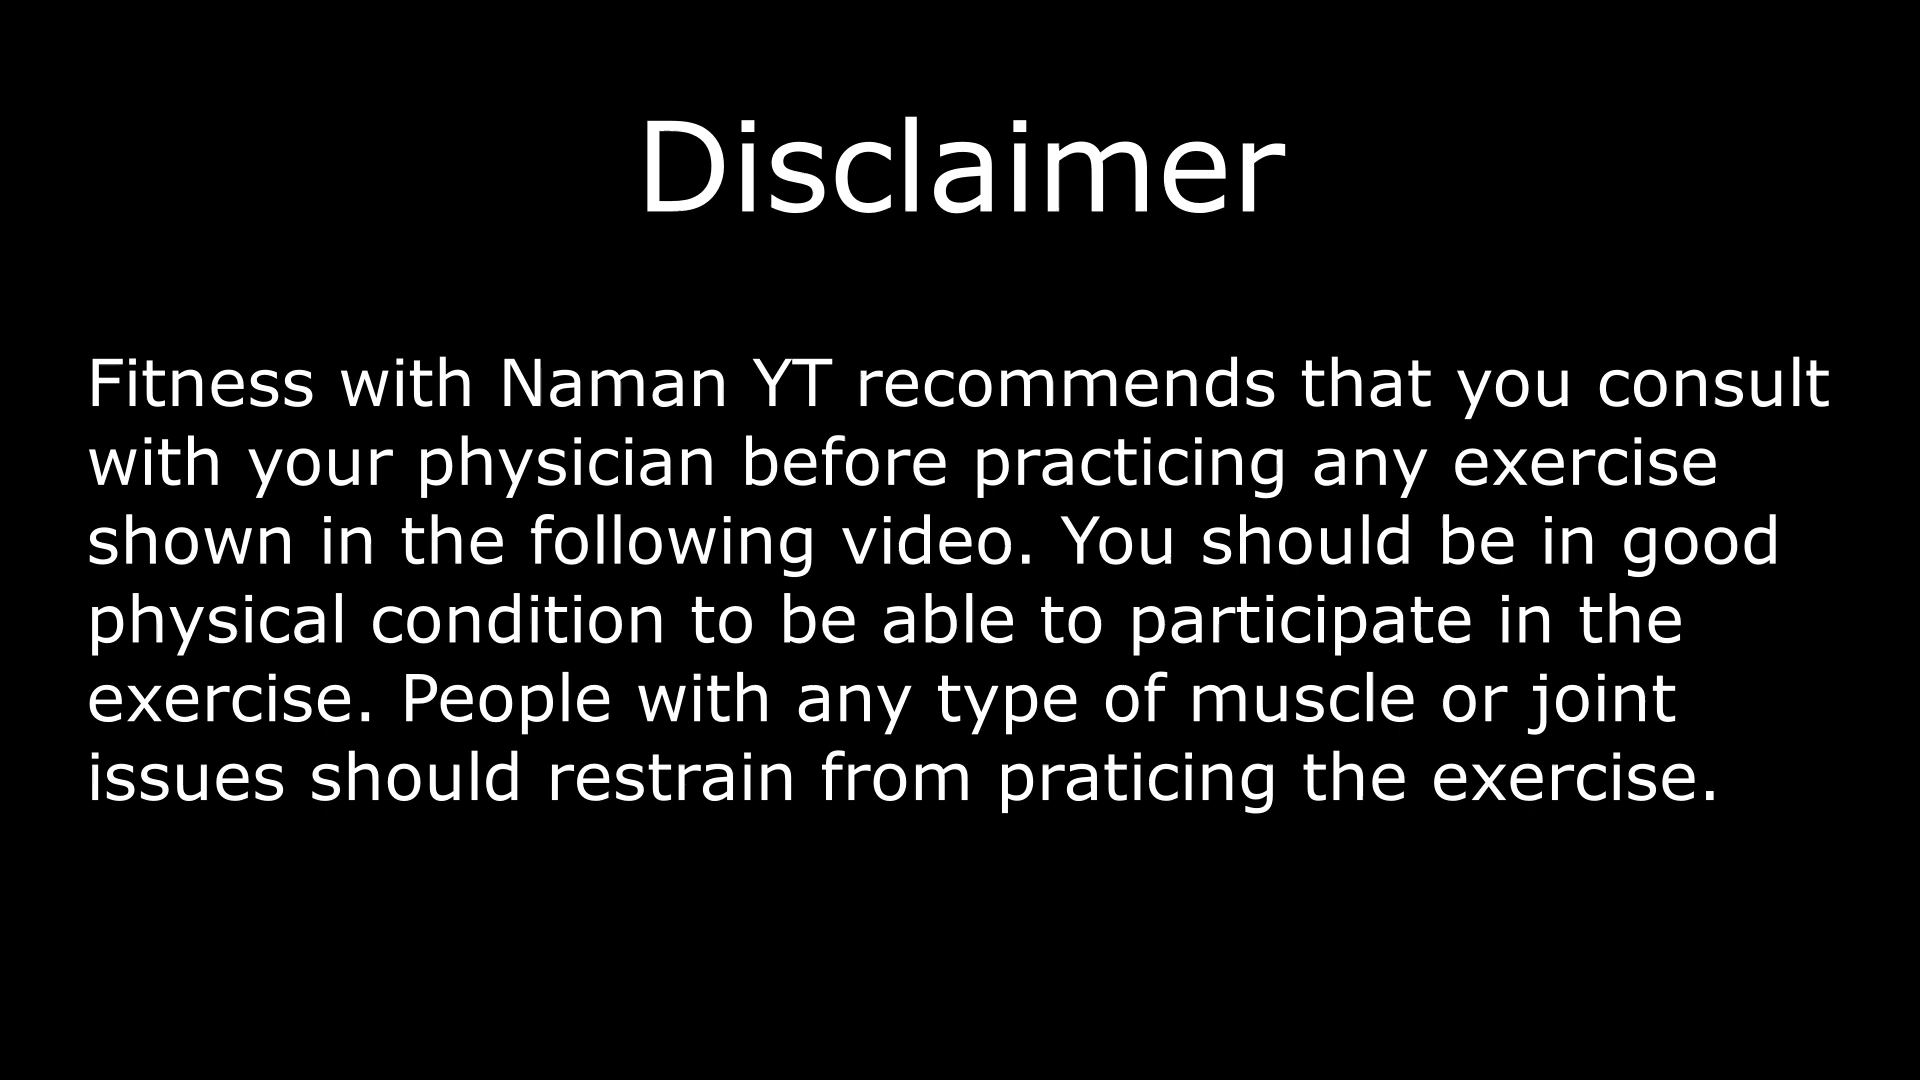 Disclaimer
Fitness with Naman YT recommends that you consult
with your physician before practicing any exercise
shown in the following video. You should be in good
physical condition to be able to participate in the
exercise. People with any type of muscle or joint
issues should restrain from praticing the exercise.